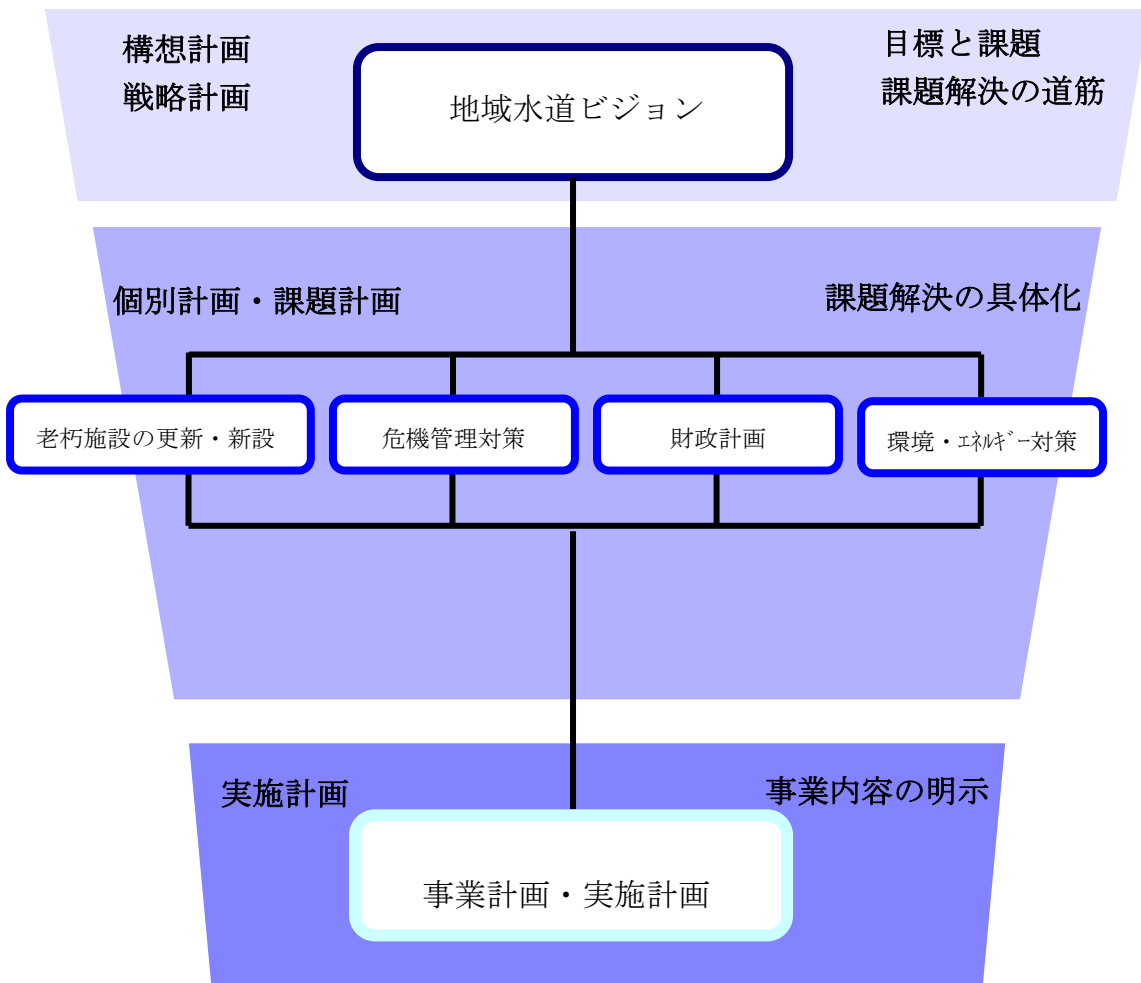 構想計画
戦略計画
地域水道ビジョン
目標と課題
課題解決の道筋
個別計画・課題計画
課題解決の具体化
老朽施設の更新・新設
危機管理対策
財政計画
環境・ｴﾈﾙｷﾞｰ対策
実施計画
事業内容の明示
事業計画・実施計画